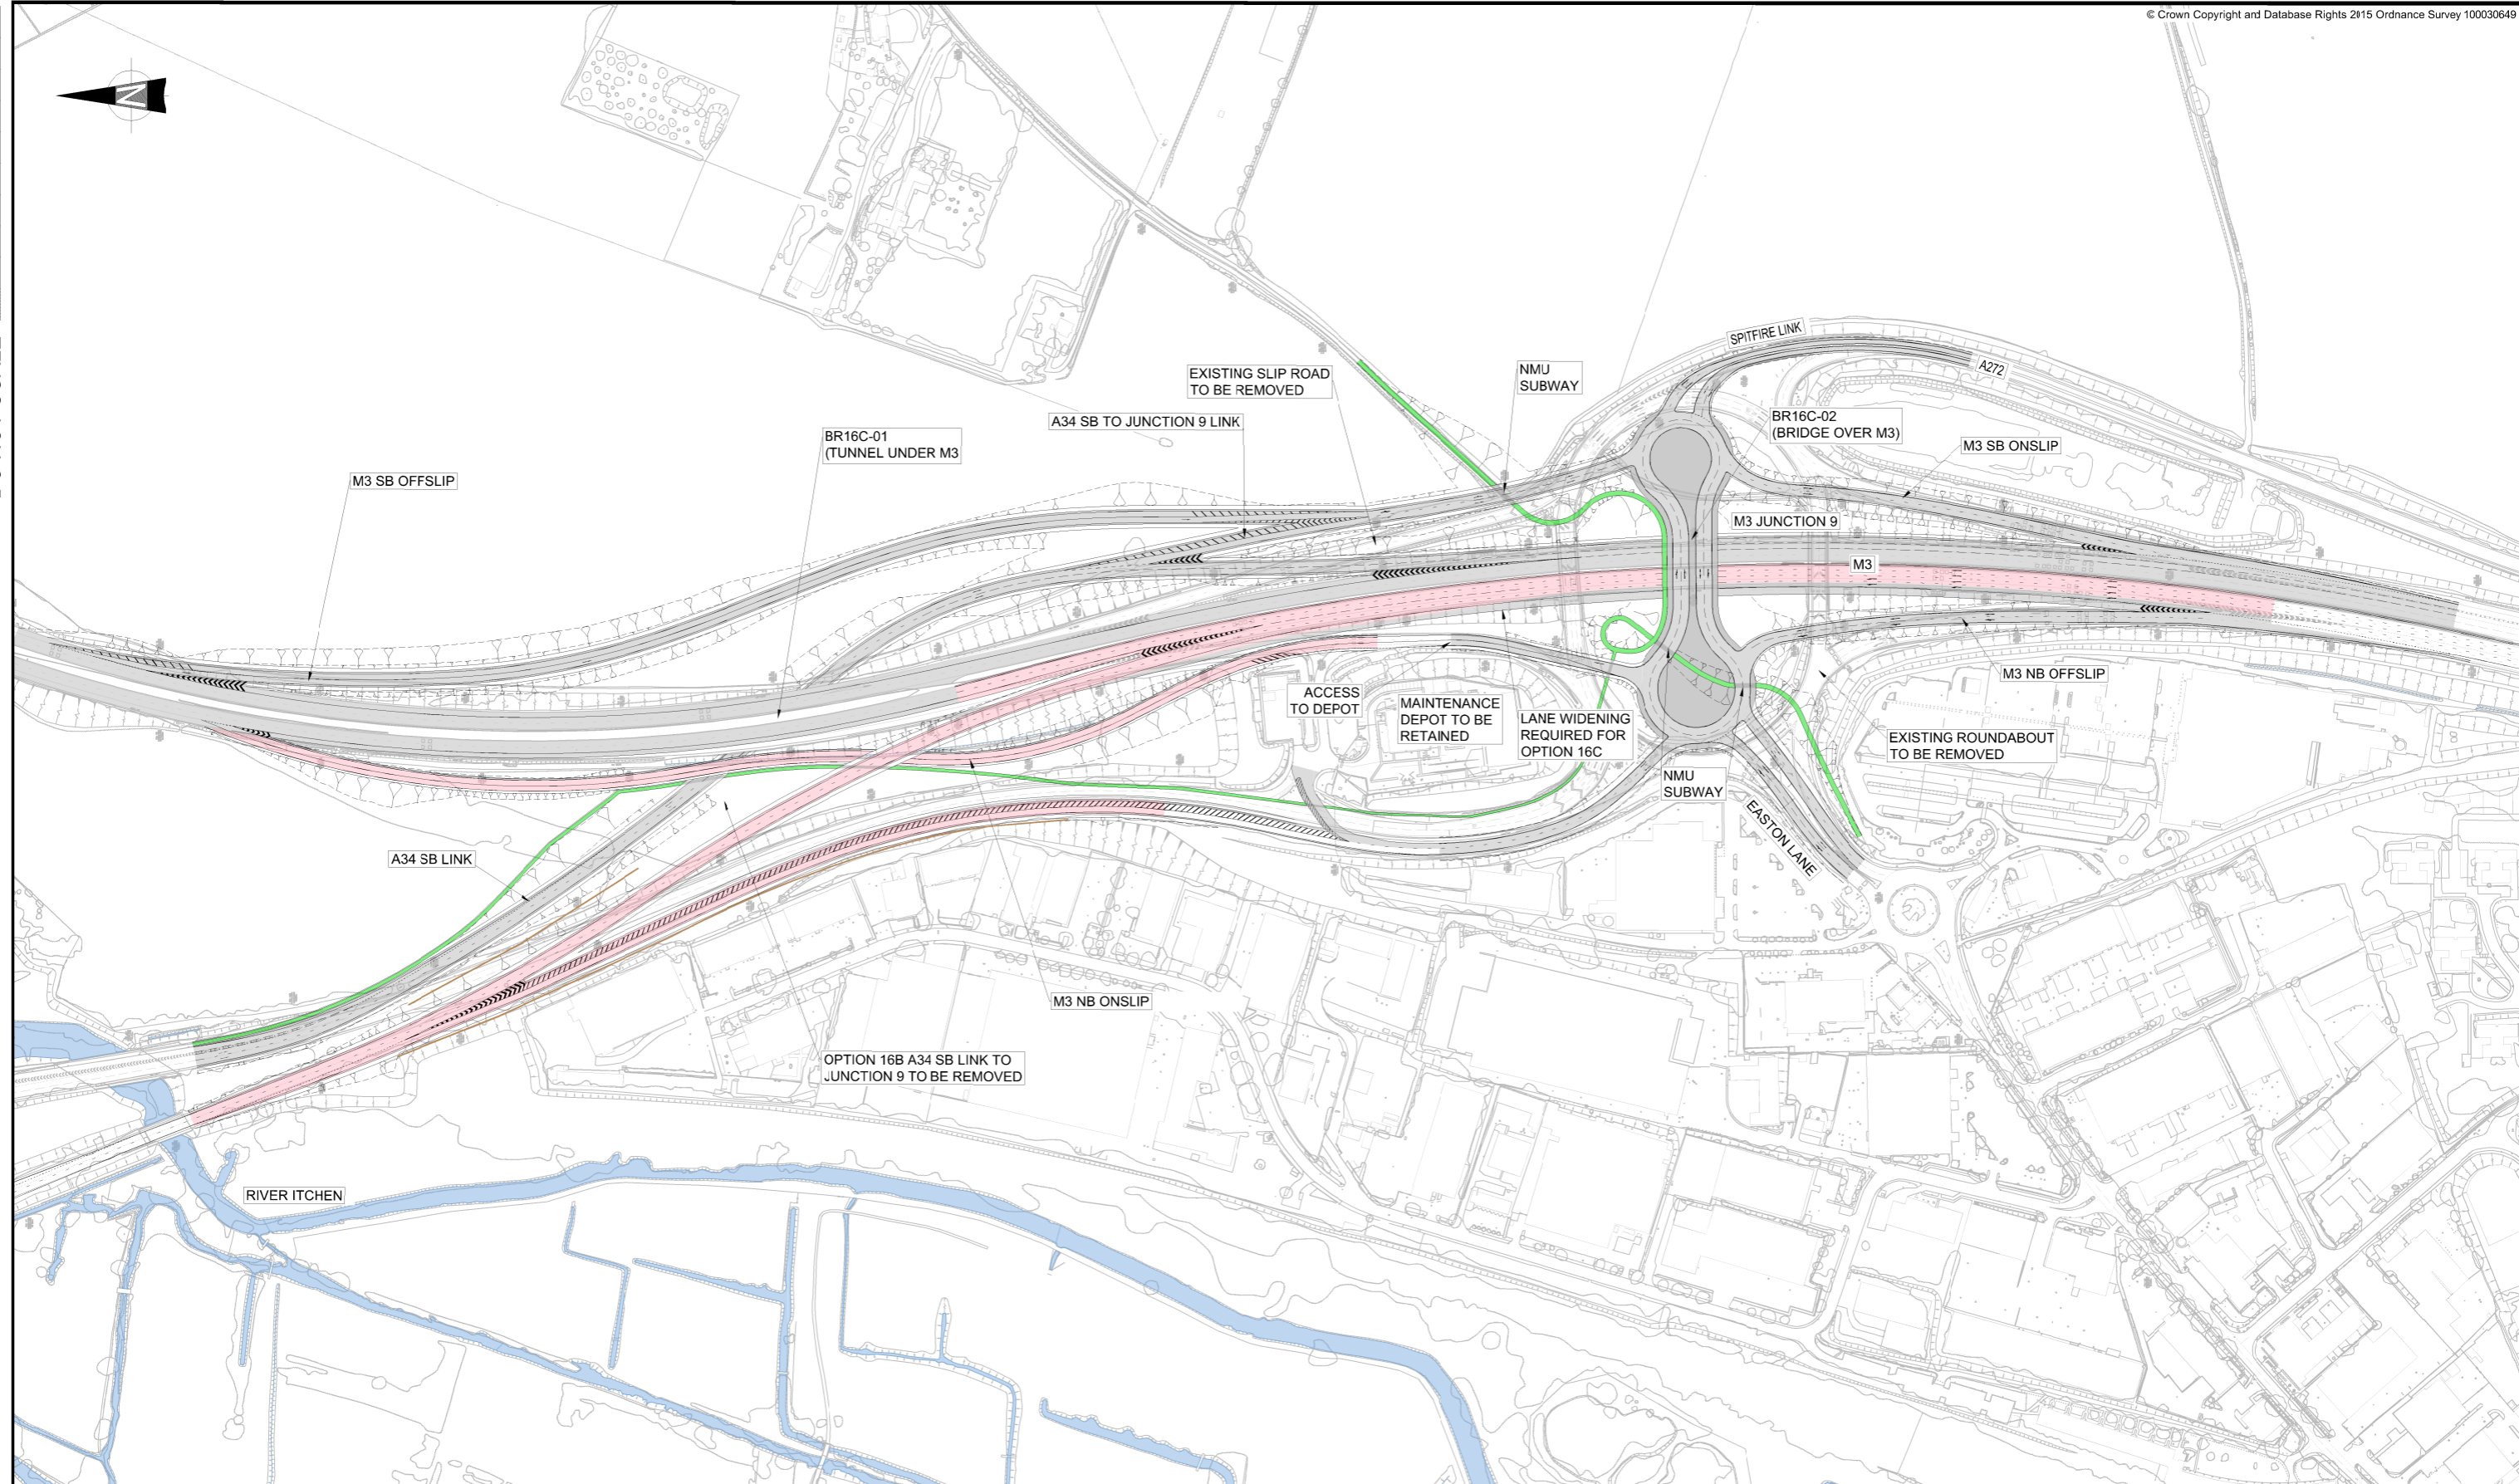 © Crown Copyright and Database Rights 2015 Ordnance Survey 100030649
N
SPITFIRE LINK
A272
EXISTING SLIP ROAD
TO BE REMOVED
NMU
SUBWAY
A34 SB TO JUNCTION 9 LINK
BR16C-02
(BRIDGE OVER M3)
BR16C-01
(TUNNEL UNDER M3
M3 SB ONSLIP
M3 SB OFFSLIP
M3 JUNCTION 9
M3
M3 NB OFFSLIP
ACCESS
TO DEPOT
MAINTENANCE
DEPOT TO BE
RETAINED
LANE WIDENING
REQUIRED FOR
OPTION 16C
EXISTING ROUNDABOUT
TO BE REMOVED
NMU
SUBWAY
EASTON LANE
A34 SB LINK
M3 NB ONSLIP
OPTION 16B A34 SB LINK TO
JUNCTION 9 TO BE REMOVED
RIVER ITCHEN